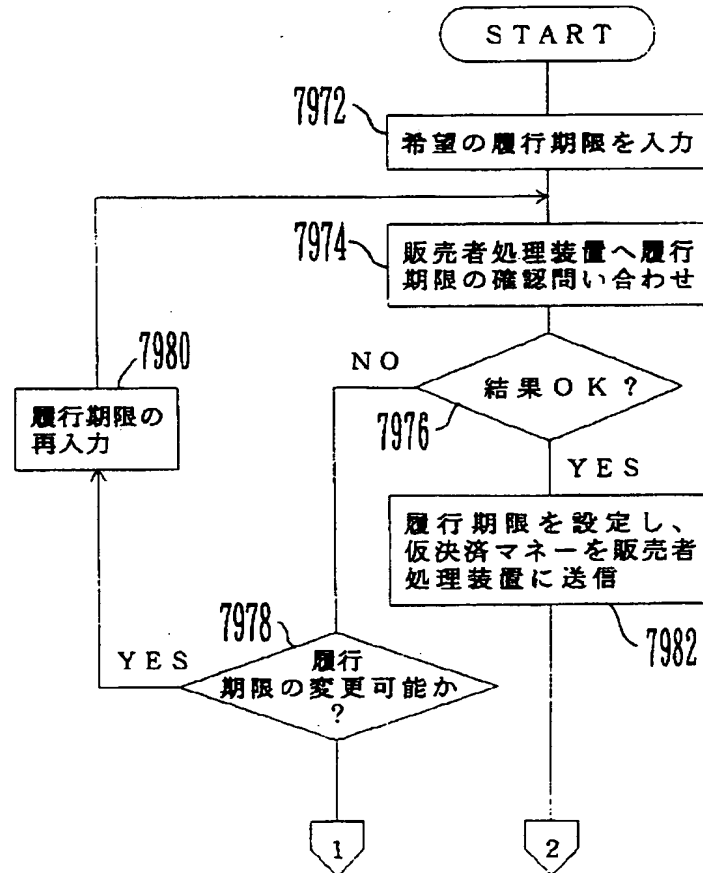 START
7972
希望の履行期限を入力
7974
販売者処理装置へ履行
期限の確認問い合わせ
7980
履行期限の
再入力
NO
結果OK?
7976
YES
履行期限を設定し、
仮決済マネーを販売者
処理装置に送信
7982
7978
YES
履行
期限の変更可能か
?
1
2